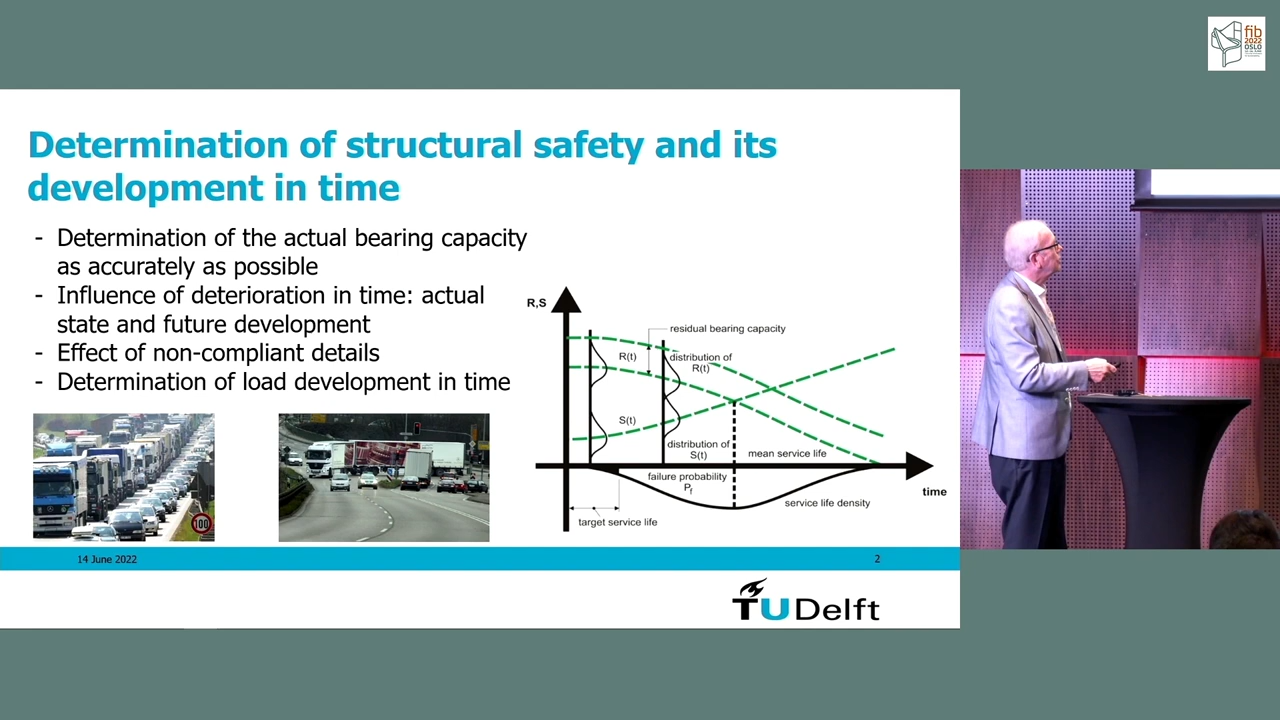 fib
2022
OSLO
Determination of structural safety and its
development in time
- Determination of the actual bearing capacity
as accurately as possible
- Influence of deterioration in time: actual
state and future development
- Effect of non-compliant details
- Determination of load development in time
R,S
residual bearing capacity
R(t)
distribution of
R(t)
S(t)
distribution of
S(t)
mean service life
failure probability
Pf
time
service life density
target service life
100
14 June 2022
2
TU Delft